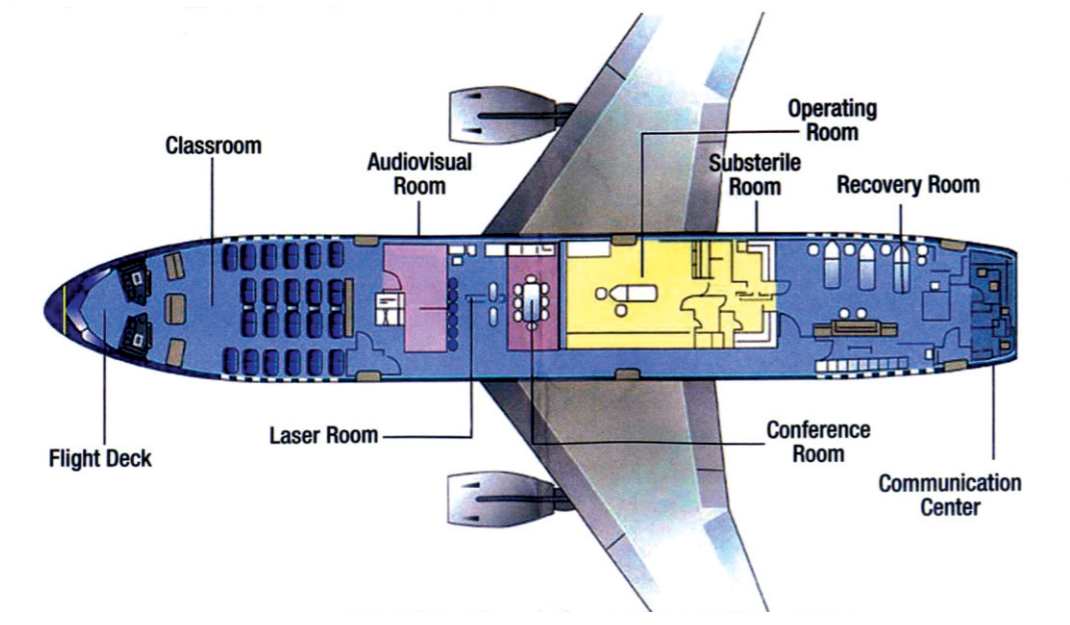 Classroom
Audiovisual
Room
Operating
Room
Substerile
Room
Recovery Room
Flight Deck
Laser Room
Conference
Room
Communication
Center